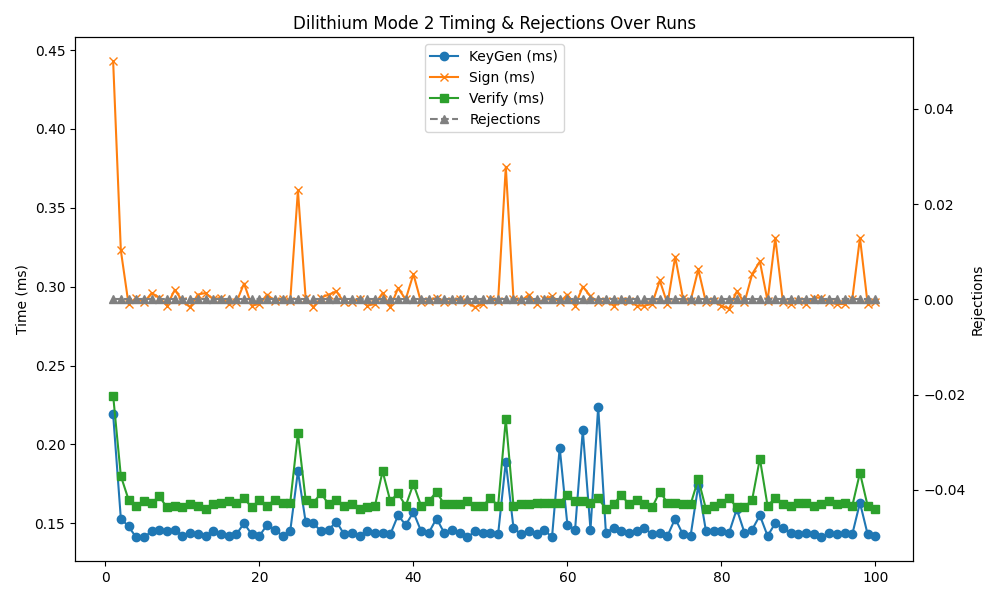 Dilithium Mode 2 Timing & Rejections Over Runs
KeyGen (ms)
Sign (ms)
Verify (ms)
Rejections
Time (ms)
0.45
0.40
0.35
0.30
0.25
0.20
0.15
0.04
0.02
0.00
−0.02
−0.04
Rejections
0 20 40 60 80 100